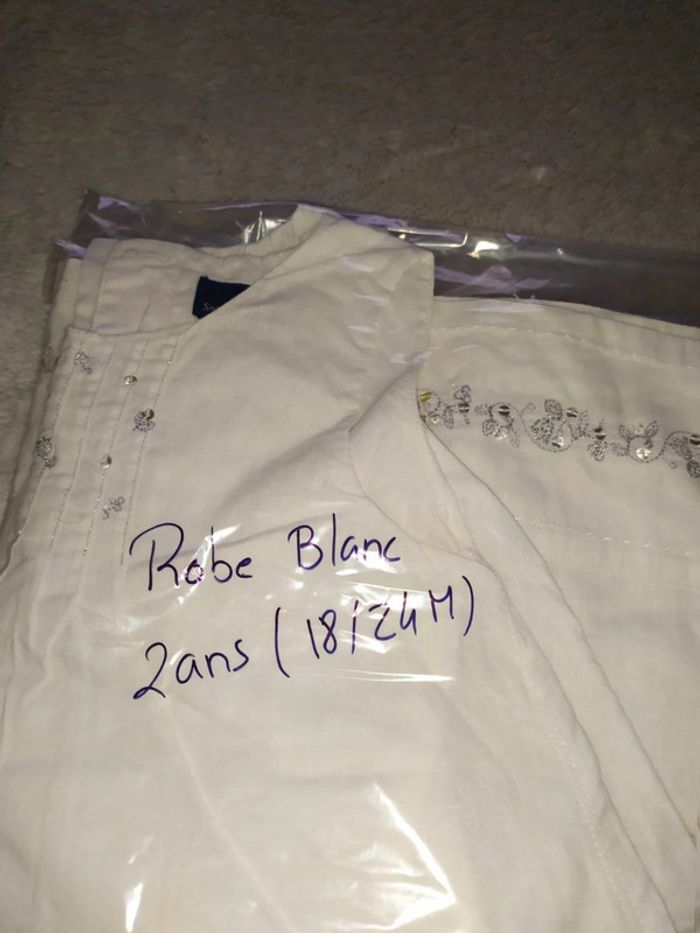 Robe Blanc
2ans (18/24M)